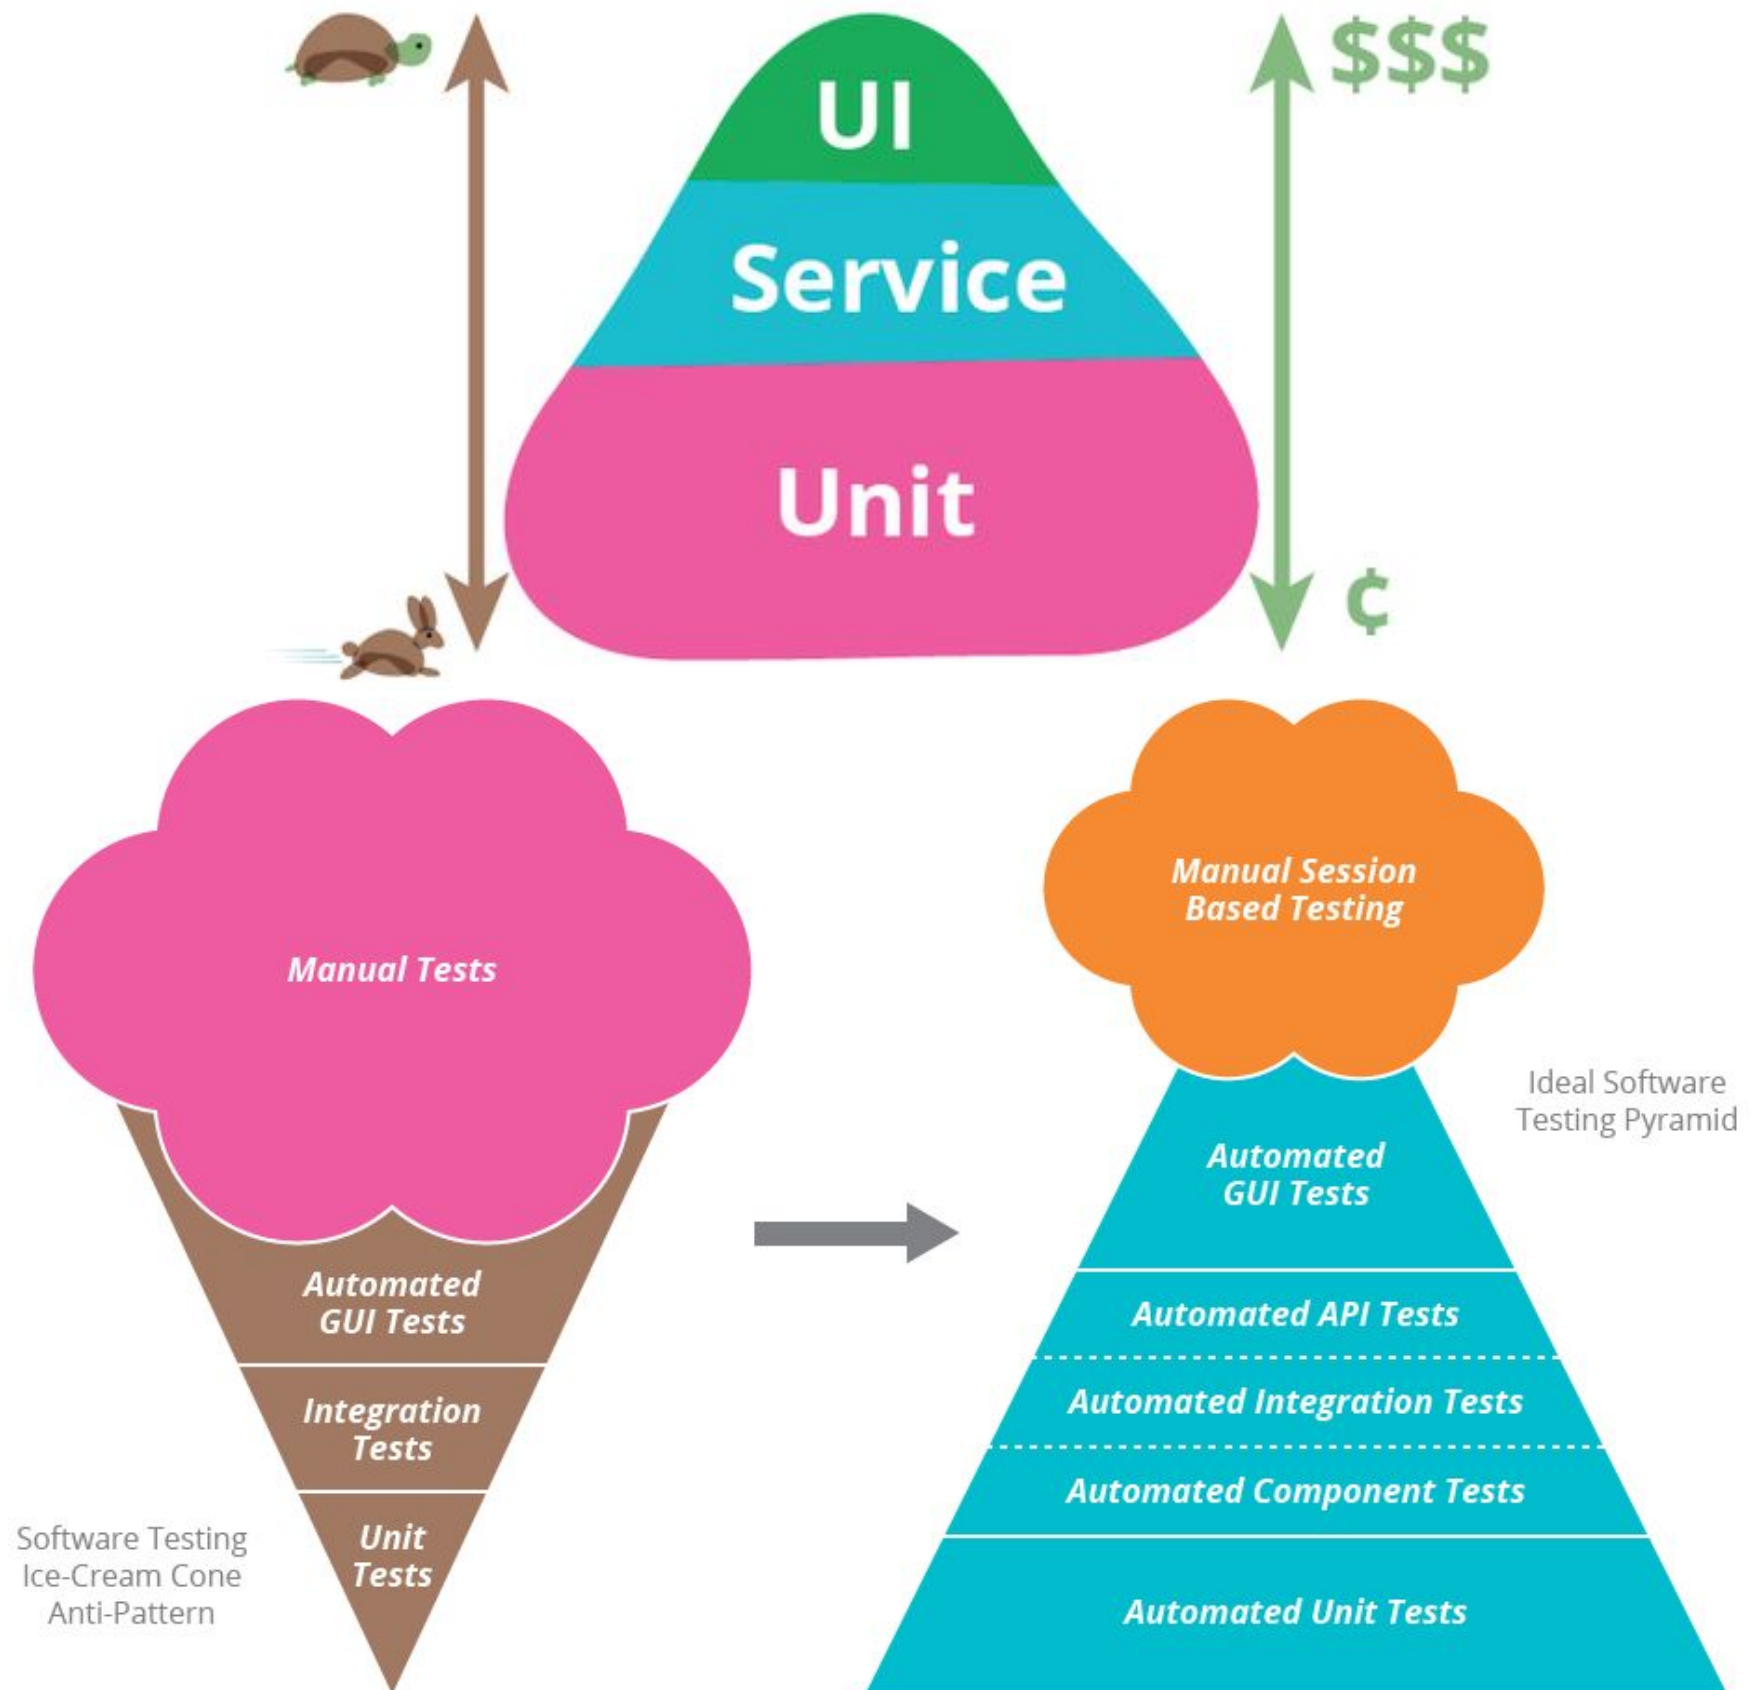 UI
$$$
Service
Unit
¢
Manual Tests
Automated
GUI Tests
Integration
Tests
Unit
Tests
Software Testing
Ice-Cream Cone
Anti-Pattern
Manual Session
Based Testing
Ideal Software
Testing Pyramid
Automated
GUI Tests
Automated API Tests
Automated Integration Tests
Automated Component Tests
Automated Unit Tests